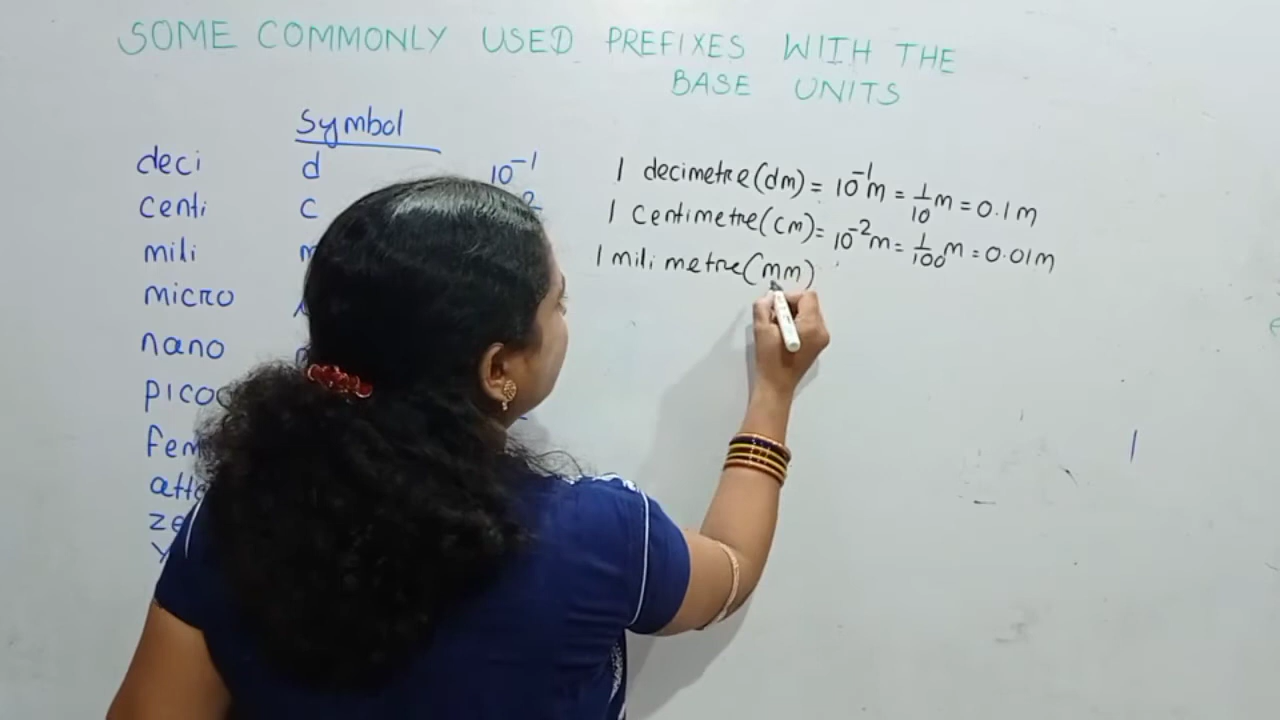 SOME COMMONLY USED PREFIXES WITH THE
BASE UNITS
Symbol
deci d 10⁻¹
centi c
mili m
micro
nano
pico
1 decimetre(dm) = 10⁻¹m = 1/10 m = 0.1m
1 centimetre(cm) = 10⁻²m = 1/100 m = 0.01m
1 mili metre(mm)